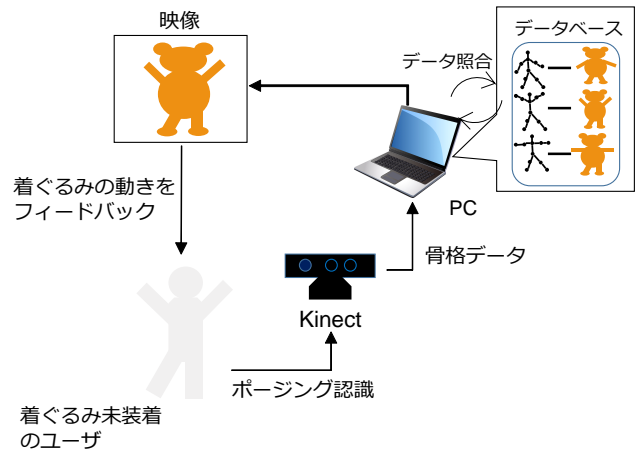 映像
データベース
データ照合
着ぐるみの動きを
フィードバック
PC
骨格データ
Kinect
ポージング認識
着ぐるみ未装着
のユーザ